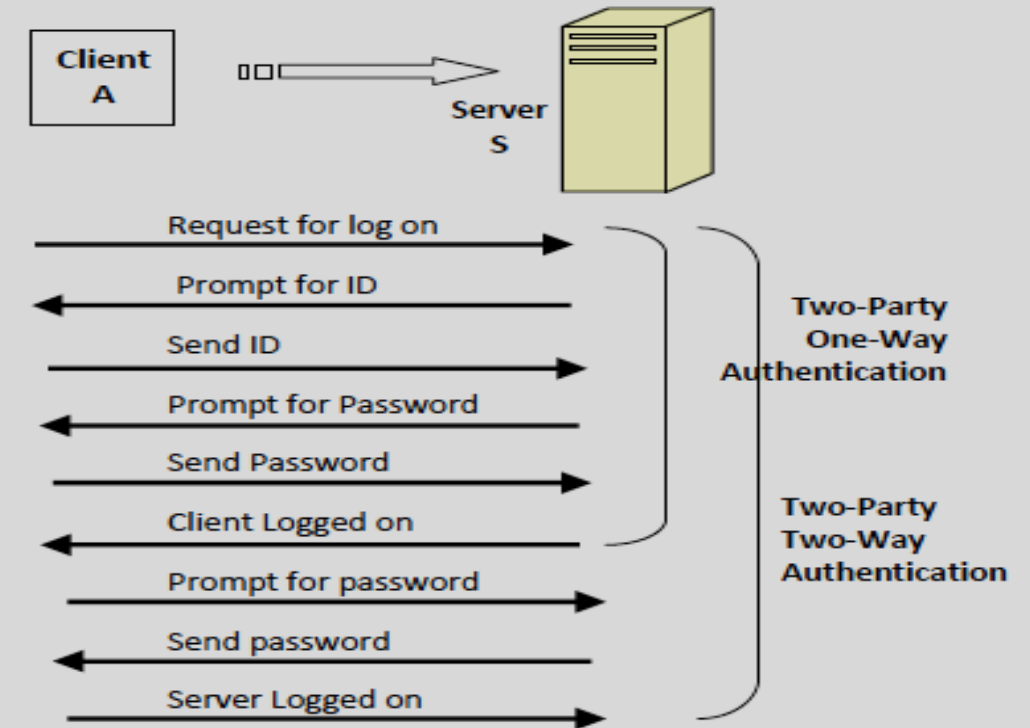 Client
A
Server
S
Request for log on
Prompt for ID
Send ID
Prompt for Password
Send Password
Client Logged on
Prompt for password
Send password
Server Logged on
Two-Party
One-Way
Authentication
Two-Party
Two-Way
Authentication